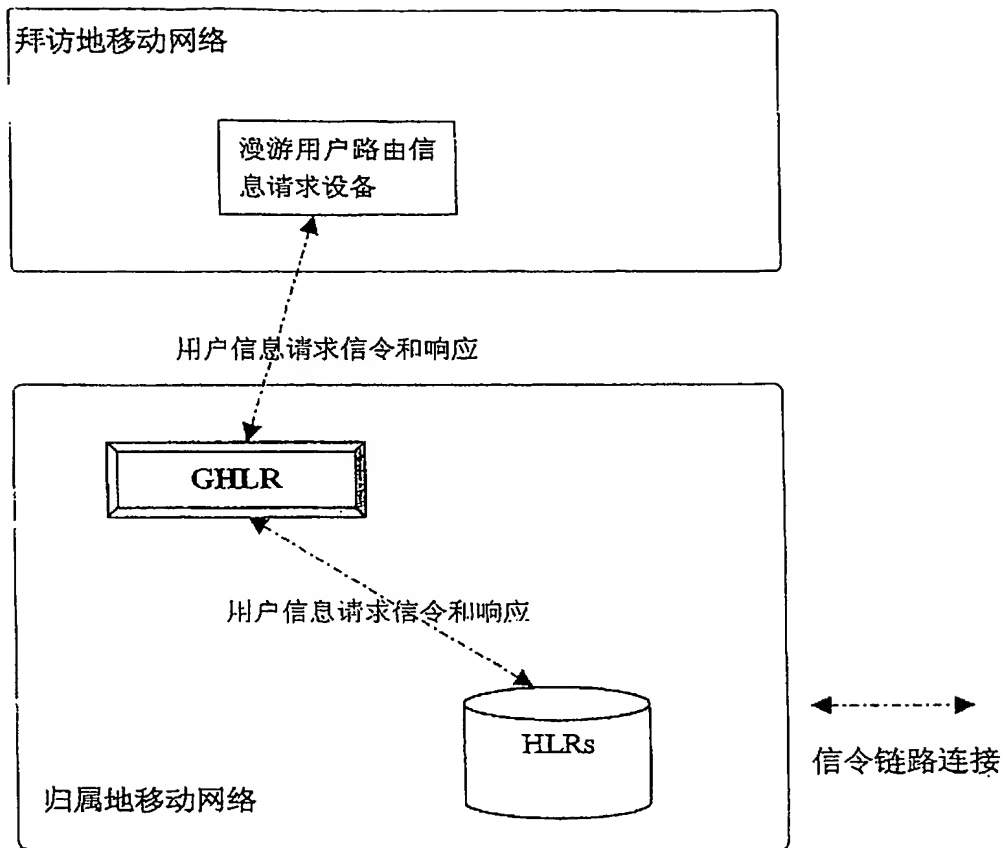 拜访地移动网络
漫游用户路由信
息请求设备
用户信息请求信令和响应
GHLR
用户信息请求信令和响应
HLRs
信令链路连接
归属地移动网络